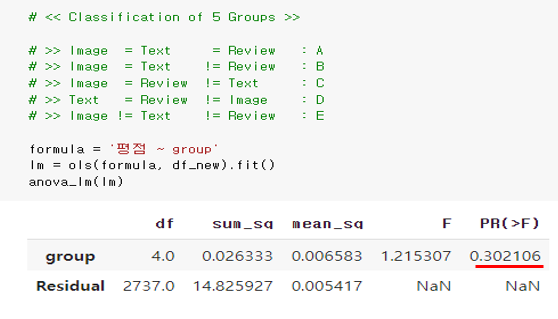 # << Classification of 5 Groups >>
# >> Image = Text = Review : A
# >> Image = Text != Review : B
# >> Image = Review != Text : C
# >> Text = Review != Image : D
# >> Image != Text != Review : E
formula = '평점 ~ group'
lm = ols(formula, df_new).fit()
anova_lm(lm)
df sum_sq mean_sq F PR(>F)
group 4.0 0.026333 0.006583 1.215307 0.302106
Residual 2737.0 14.825927 0.005417 NaN NaN